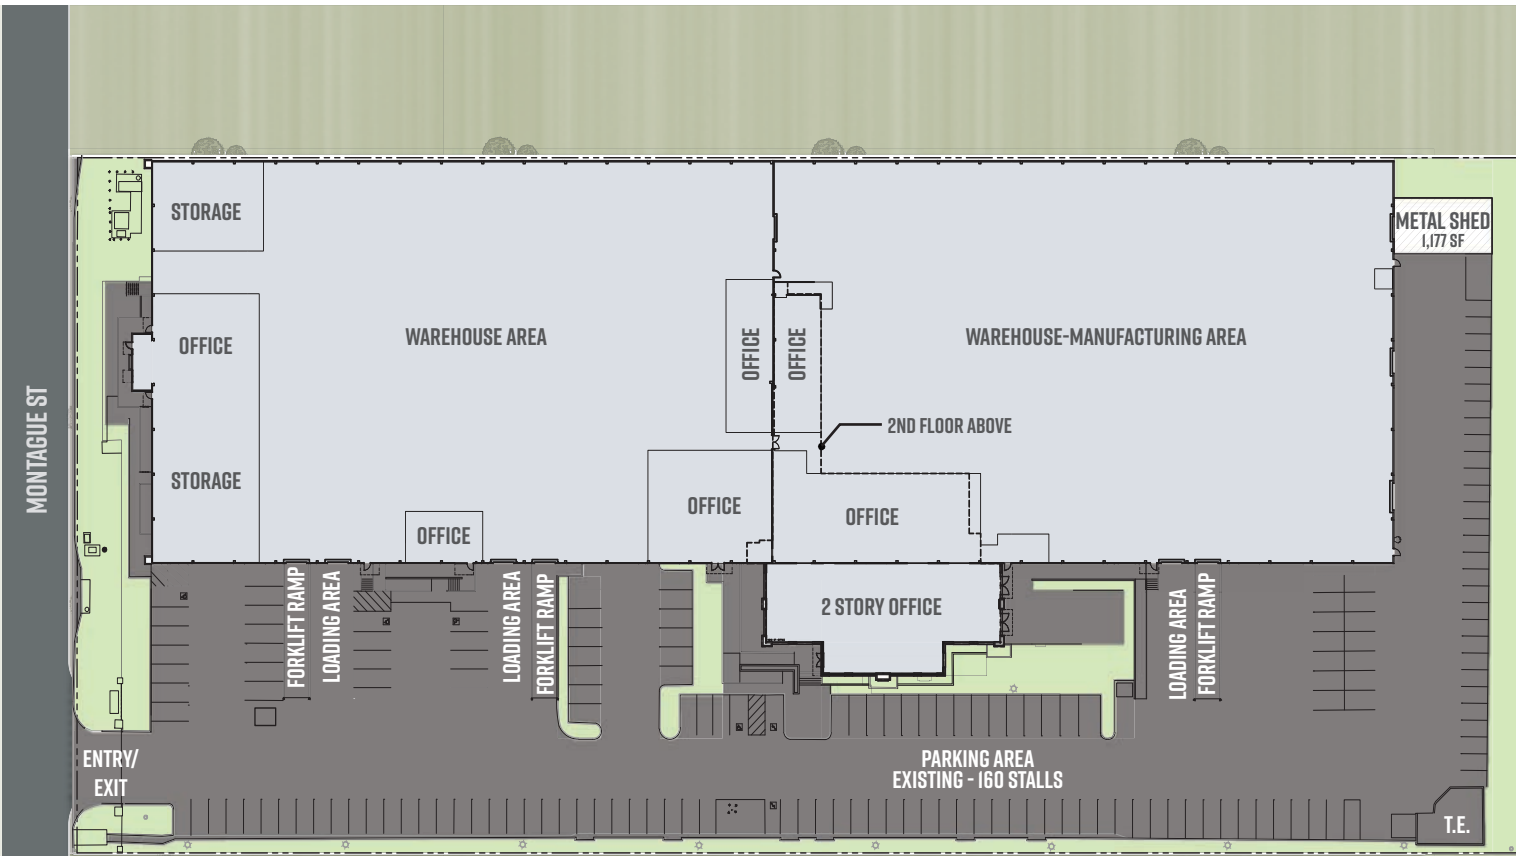 STORAGE
METAL SHED
1,177 SF
OFFICE
WAREHOUSE AREA
OFFICE
OFFICE
WAREHOUSE-MANUFACTURING AREA
2ND FLOOR ABOVE
MONTAGUE ST
STORAGE
OFFICE
OFFICE
OFFICE
FORKLIFT RAMP
LOADING AREA
LOADING AREA
FORKLIFT RAMP
2 STORY OFFICE
LOADING AREA
FORKLIFT RAMP
ENTRY/
EXIT
PARKING AREA
EXISTING - 160 STALLS
T.E.